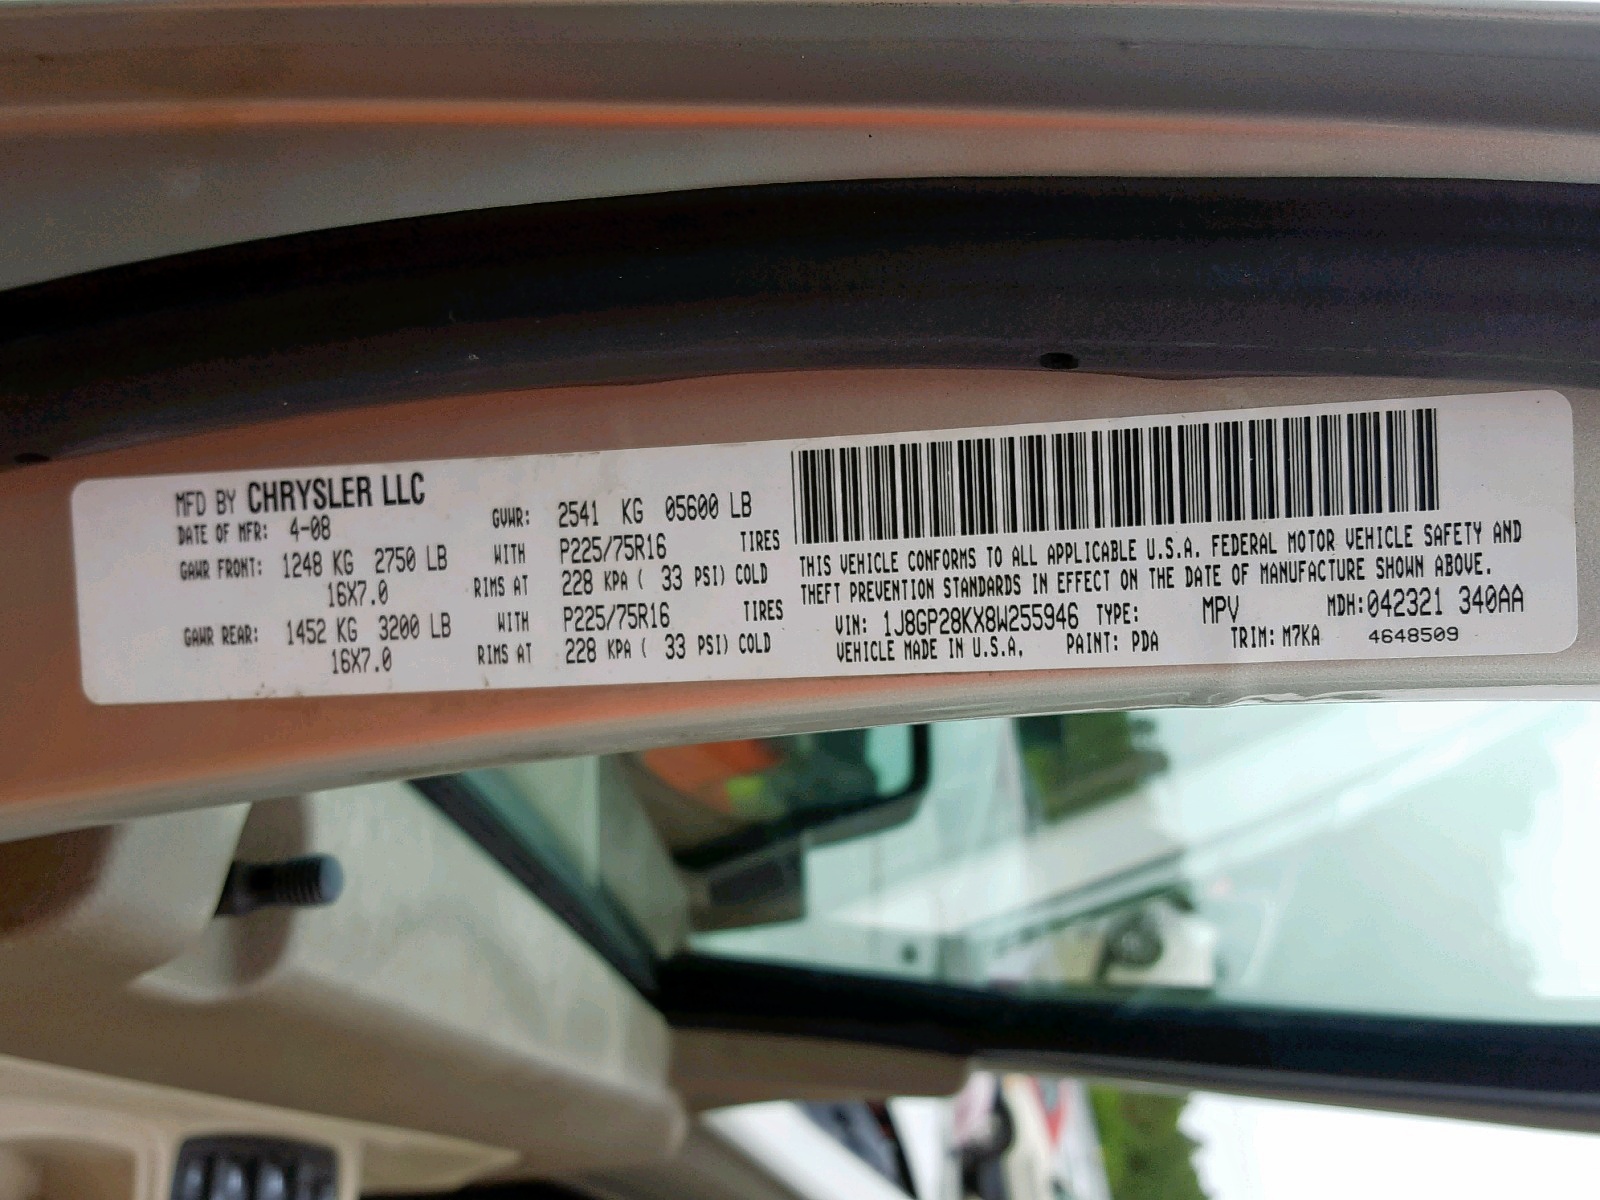 MFD BY CHRYSLER LLC
DATE OF MFR: 4-08 GVWR: 2541 KG 05600 LB
GAWR FRONT: 1248 KG 2750 LB WITH P225/75R16 TIRES
16X7.0 RIMS AT 228 KPA ( 33 PSI) COLD
GAWR REAR: 1452 KG 3200 LB WITH P225/75R16 TIRES
16X7.0 RIMS AT 228 KPA ( 33 PSI) COLD
THIS VEHICLE CONFORMS TO ALL APPLICABLE U.S.A. FEDERAL MOTOR VEHICLE SAFETY AND
THEFT PREVENTION STANDARDS IN EFFECT ON THE DATE OF MANUFACTURE SHOWN ABOVE.
VIN: 1J8GP28KX8W255946 TYPE: MPV MDH:042321 340AA
VEHICLE MADE IN U.S.A. PAINT: PDA TRIM: M7KA 4648509